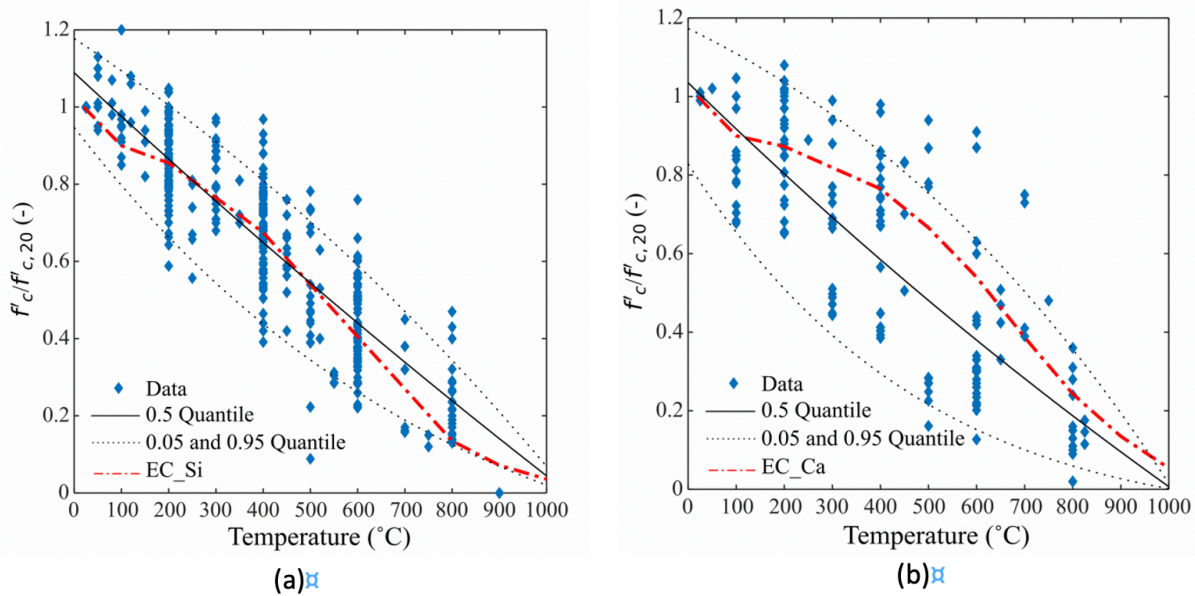 1.2
1
0.8
0.6
0.4
0.2
0
f'c/f'c, 20 (-)
Data
0.5 Quantile
0.05 and 0.95 Quantile
EC_Si
0 100 200 300 400 500 600 700 800 900 1000
Temperature (˚C)
(a)¤
1.2
1
0.8
0.6
0.4
0.2
0
f'c/f'c, 20 (-)
Data
0.5 Quantile
0.05 and 0.95 Quantile
EC_Ca
0 100 200 300 400 500 600 700 800 900 1000
Temperature (˚C)
(b)¤